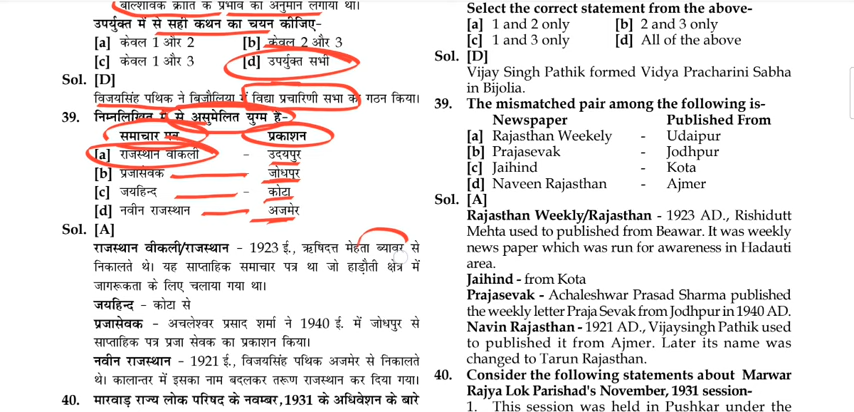 बाल्शविक क्रांति के प्रभाव का अनुमान लगाया था।
उपर्युक्त में से सही कथन का चयन कीजिए-
[a] केवल 1 और 2 [b] केवल 2 और 3
[c] केवल 1 और 3 [d] उपर्युक्त सभी
Sol. [D]
विजयसिंह पथिक ने बिजौलिया में विद्या प्रचारिणी सभा का गठन किया।
39. निम्नलिखित में से असुमेलित युग्म है-
समाचार पत्र प्रकाशन
[a] राजस्थान वीकली - उदयपुर
[b] प्रजासेवक - जोधपुर
[c] जयहिन्द - कोटा
[d] नवीन राजस्थान - अजमेर
Sol. [A]
राजस्थान वीकली/राजस्थान - 1923 ई., ऋषिदत्त मेहता ब्यावर से
निकालते थे। यह साप्ताहिक समाचार पत्र था जो हाड़ौती क्षेत्र में
जागरूकता के लिए चलाया गया था।
जयहिन्द - कोटा से
प्रजासेवक - अचलेश्वर प्रसाद शर्मा ने 1940 ई. में जोधपुर से
साप्ताहिक पत्र प्रजा सेवक का प्रकाशन किया।
नवीन राजस्थान - 1921 ई., विजयसिंह पथिक अजमेर से निकालते
थे। कालान्तर में इसका नाम बदलकर तरूण राजस्थान कर दिया गया।
40. मारवाड़ राज्य लोक परिषद के नवम्बर, 1931 के अधिवेशन के बारे
Select the correct statement from the above-
[a] 1 and 2 only [b] 2 and 3 only
[c] 1 and 3 only [d] All of the above
Sol. [D]
Vijay Singh Pathik formed Vidya Pracharini Sabha
in Bijolia.
39. The mismatched pair among the following is-
Newspaper Published From
[a] Rajasthan Weekely - Udaipur
[b] Prajasevak - Jodhpur
[c] Jaihind - Kota
[d] Naveen Rajasthan - Ajmer
Sol. [A]
Rajasthan Weekly/Rajasthan - 1923 AD., Rishidutt
Mehta used to published from Beawar. It was weekly
news paper which was run for awareness in Hadauti
area.
Jaihind - from Kota
Prajasevak - Achaleshwar Prasad Sharma published
the weekly letter Praja Sevak from Jodhpur in 1940 AD.
Navin Rajasthan - 1921 AD., Vijaysingh Pathik used
to published it from Ajmer. Later its name was
changed to Tarun Rajasthan.
40. Consider the following statements about Marwar
Rajya Lok Parishad's November, 1931 session-
1. This session was held in Pushkar under the